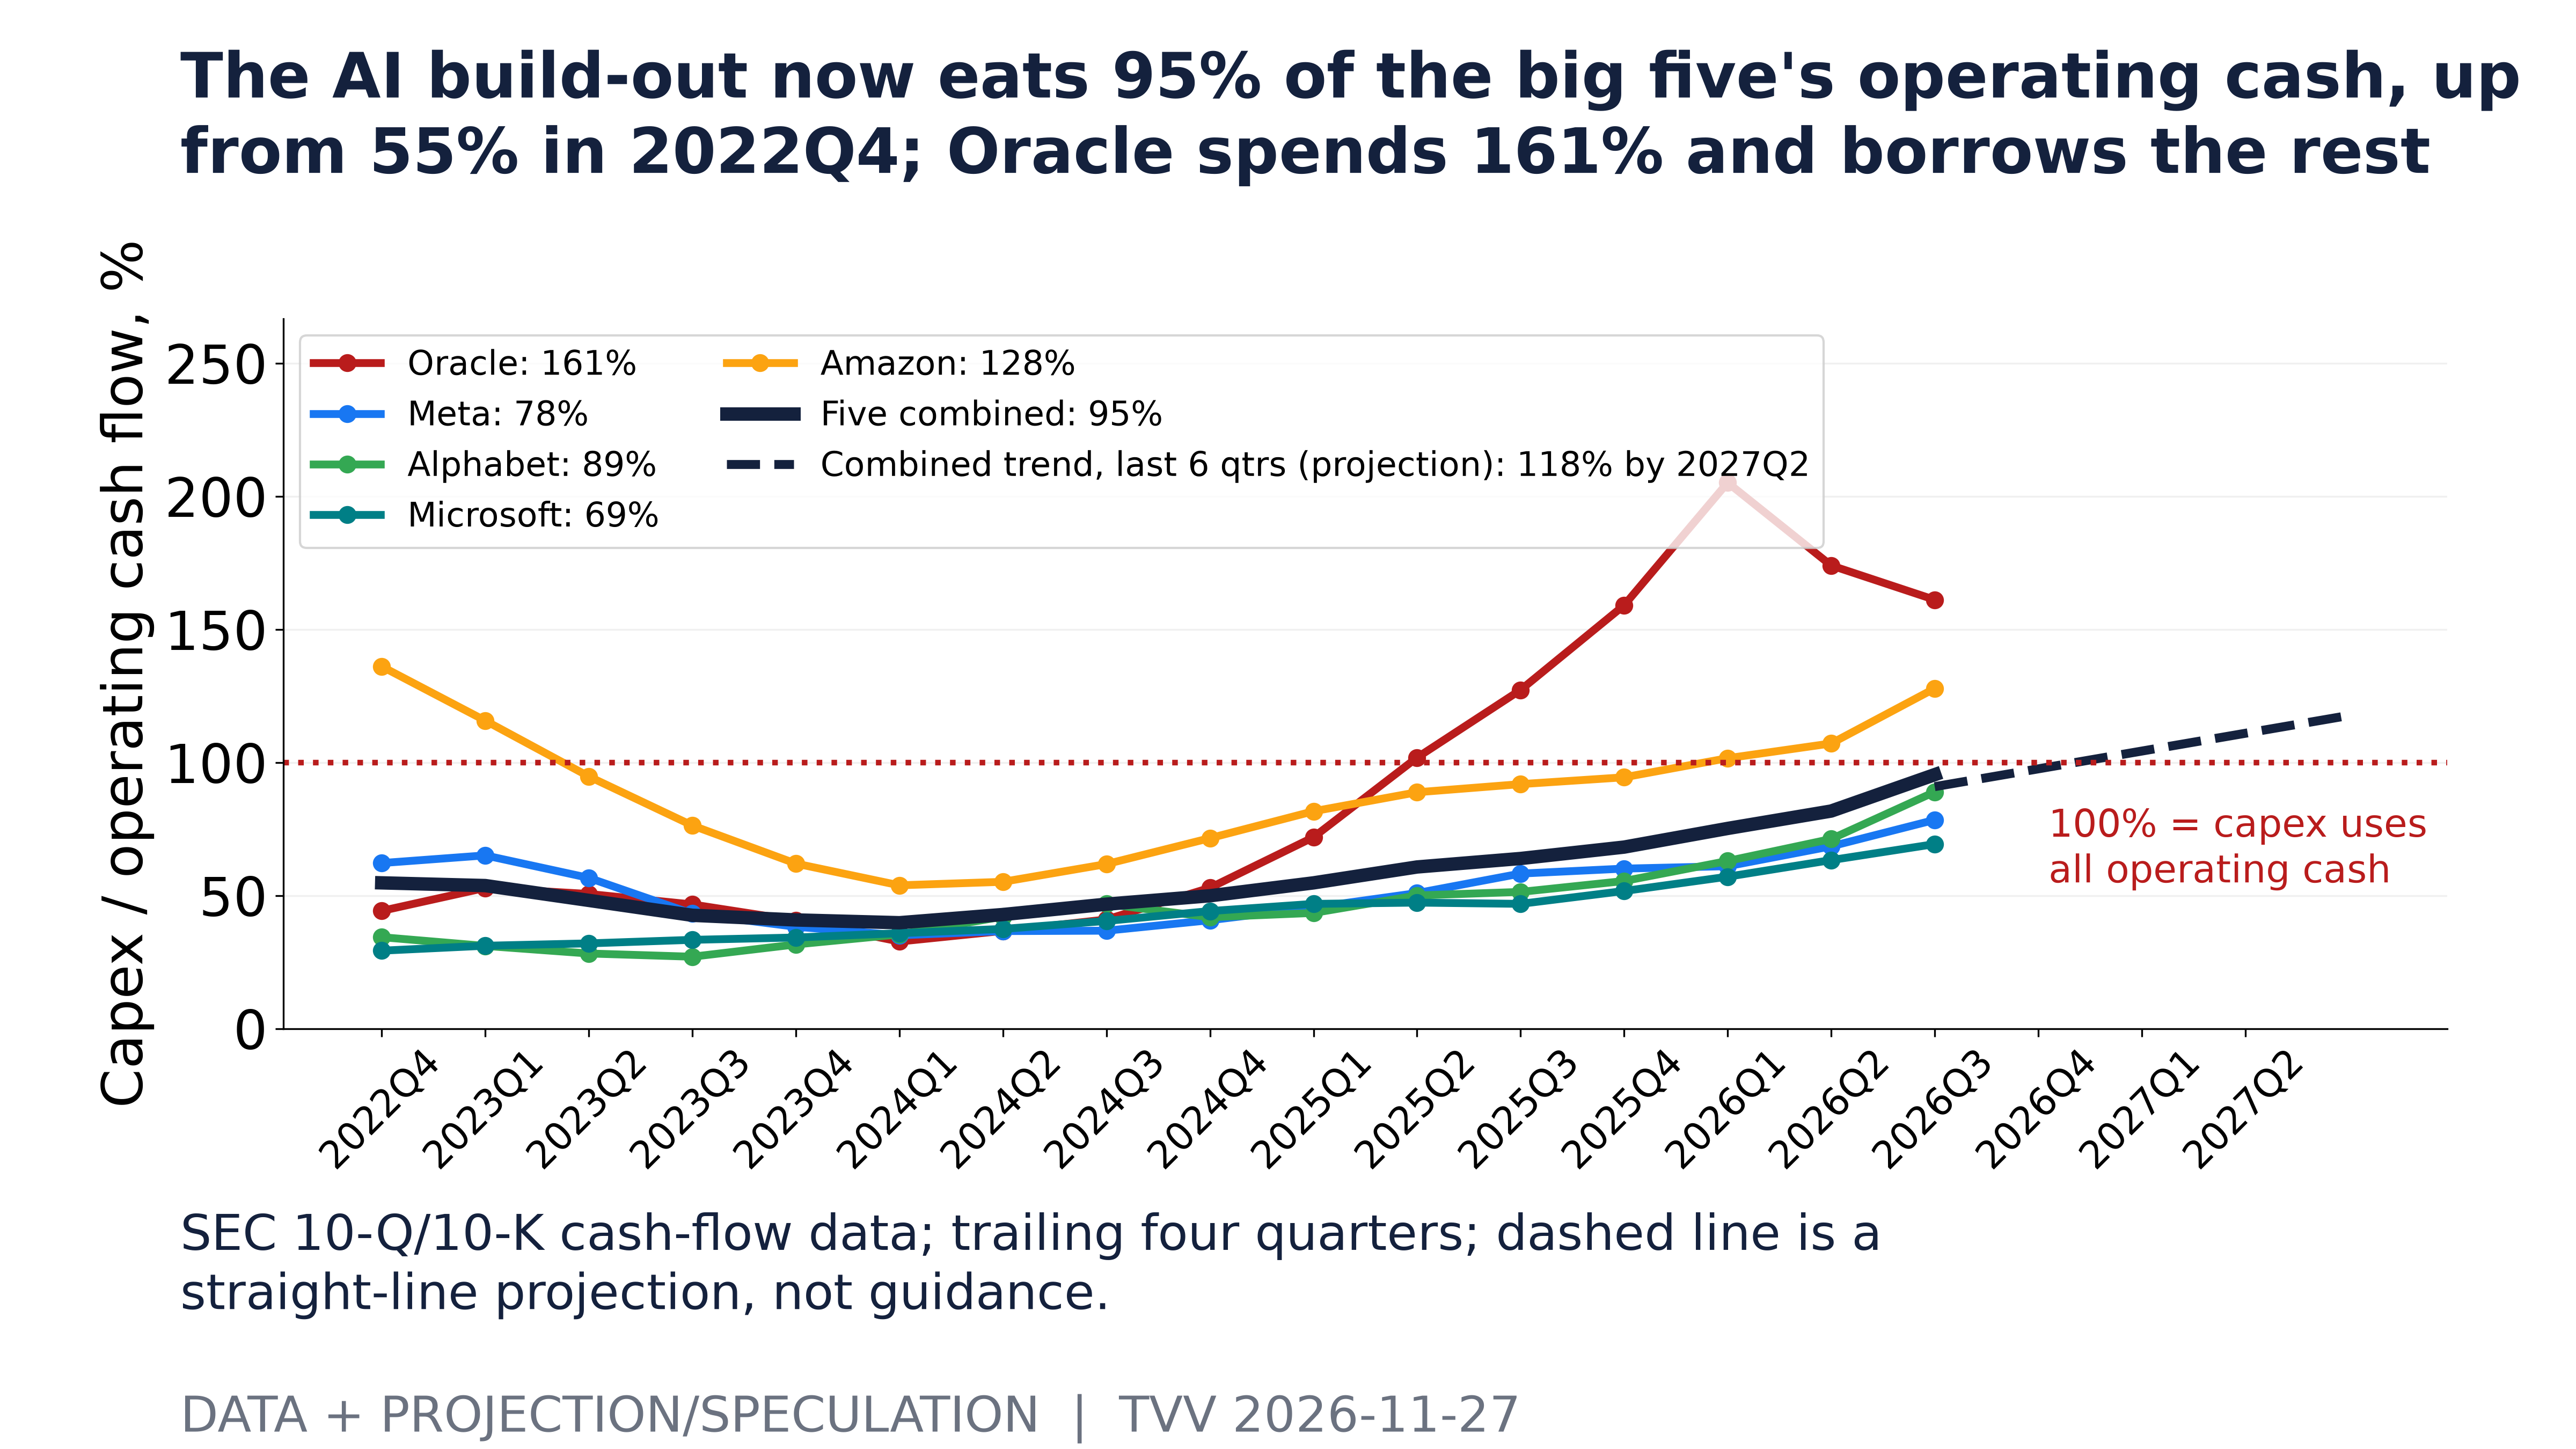 The AI build-out now eats 95% of the big five's operating cash, up
from 55% in 2022Q4; Oracle spends 161% and borrows the rest
Capex / operating cash flow, %
250
200
150
100
50
0
Oracle: 161%
Meta: 78%
Alphabet: 89%
Microsoft: 69%
Amazon: 128%
Five combined: 95%
Combined trend, last 6 qtrs (projection): 118% by 2027Q2
100% = capex uses
all operating cash
2022Q4
2023Q1
2023Q2
2023Q3
2023Q4
2024Q1
2024Q2
2024Q3
2024Q4
2025Q1
2025Q2
2025Q3
2025Q4
2026Q1
2026Q2
2026Q3
2026Q4
2027Q1
2027Q2
SEC 10-Q/10-K cash-flow data; trailing four quarters; dashed line is a
straight-line projection, not guidance.
DATA + PROJECTION/SPECULATION | TVV 2026-11-27